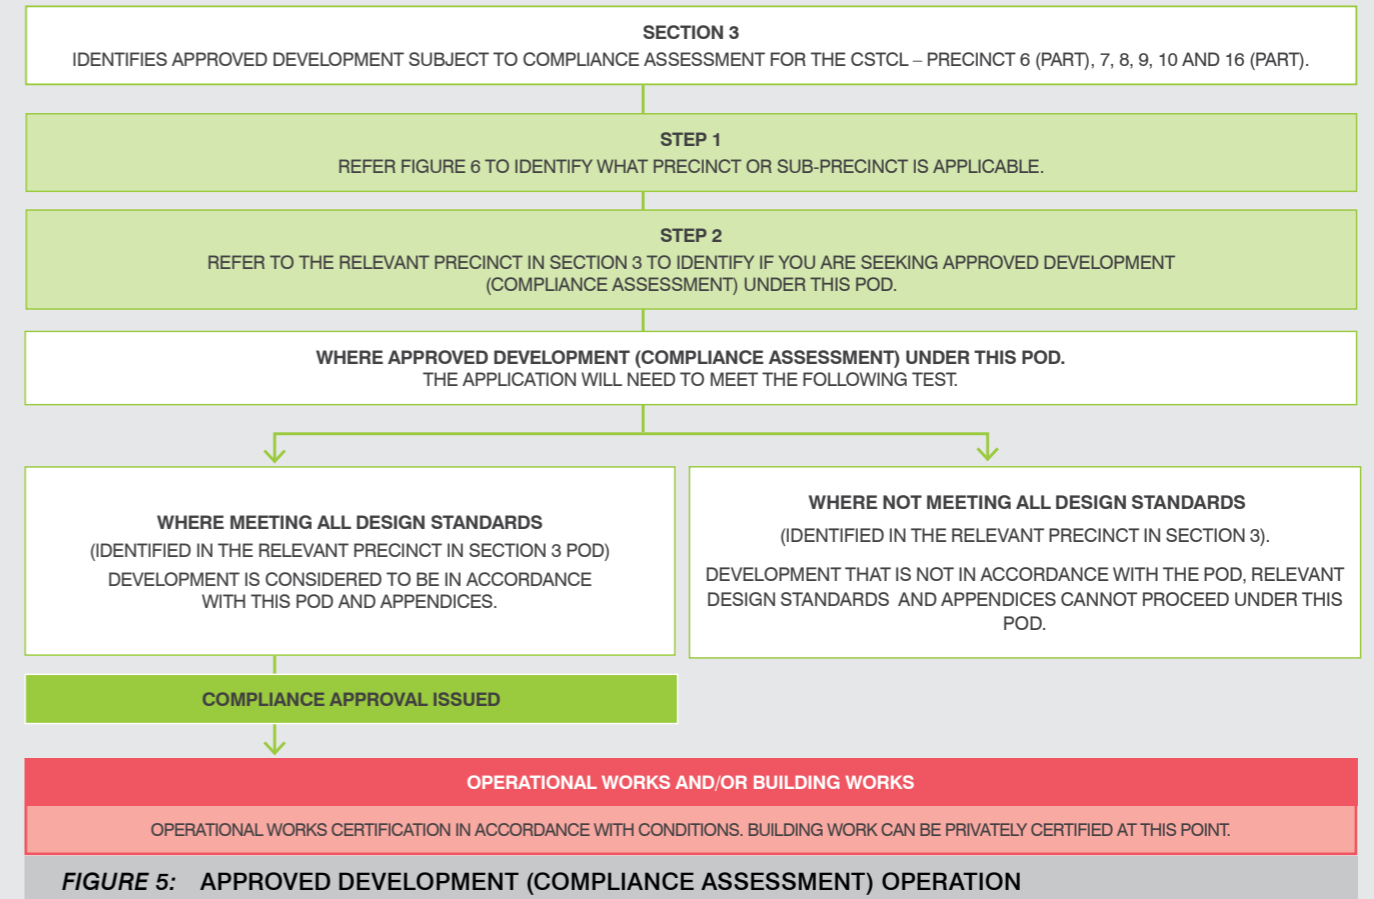 SECTION 3
IDENTIFIES APPROVED DEVELOPMENT SUBJECT TO COMPLIANCE ASSESSMENT FOR THE CSTCL – PRECINCT 6 (PART), 7, 8, 9, 10 AND 16 (PART).
STEP 1
REFER FIGURE 6 TO IDENTIFY WHAT PRECINCT OR SUB-PRECINCT IS APPLICABLE.
STEP 2
REFER TO THE RELEVANT PRECINCT IN SECTION 3 TO IDENTIFY IF YOU ARE SEEKING APPROVED DEVELOPMENT
(COMPLIANCE ASSESSMENT) UNDER THIS POD.
WHERE APPROVED DEVELOPMENT (COMPLIANCE ASSESSMENT) UNDER THIS POD.
THE APPLICATION WILL NEED TO MEET THE FOLLOWING TEST.
WHERE MEETING ALL DESIGN STANDARDS
(IDENTIFIED IN THE RELEVANT PRECINCT IN SECTION 3 POD)
DEVELOPMENT IS CONSIDERED TO BE IN ACCORDANCE
WITH THIS POD AND APPENDICES.
WHERE NOT MEETING ALL DESIGN STANDARDS
(IDENTIFIED IN THE RELEVANT PRECINCT IN SECTION 3).
DEVELOPMENT THAT IS NOT IN ACCORDANCE WITH THE POD, RELEVANT
DESIGN STANDARDS AND APPENDICES CANNOT PROCEED UNDER THIS
POD.
COMPLIANCE APPROVAL ISSUED
OPERATIONAL WORKS AND/OR BUILDING WORKS
OPERATIONAL WORKS CERTIFICATION IN ACCORDANCE WITH CONDITIONS. BUILDING WORK CAN BE PRIVATELY CERTIFIED AT THIS POINT.
FIGURE 5: APPROVED DEVELOPMENT (COMPLIANCE ASSESSMENT) OPERATION